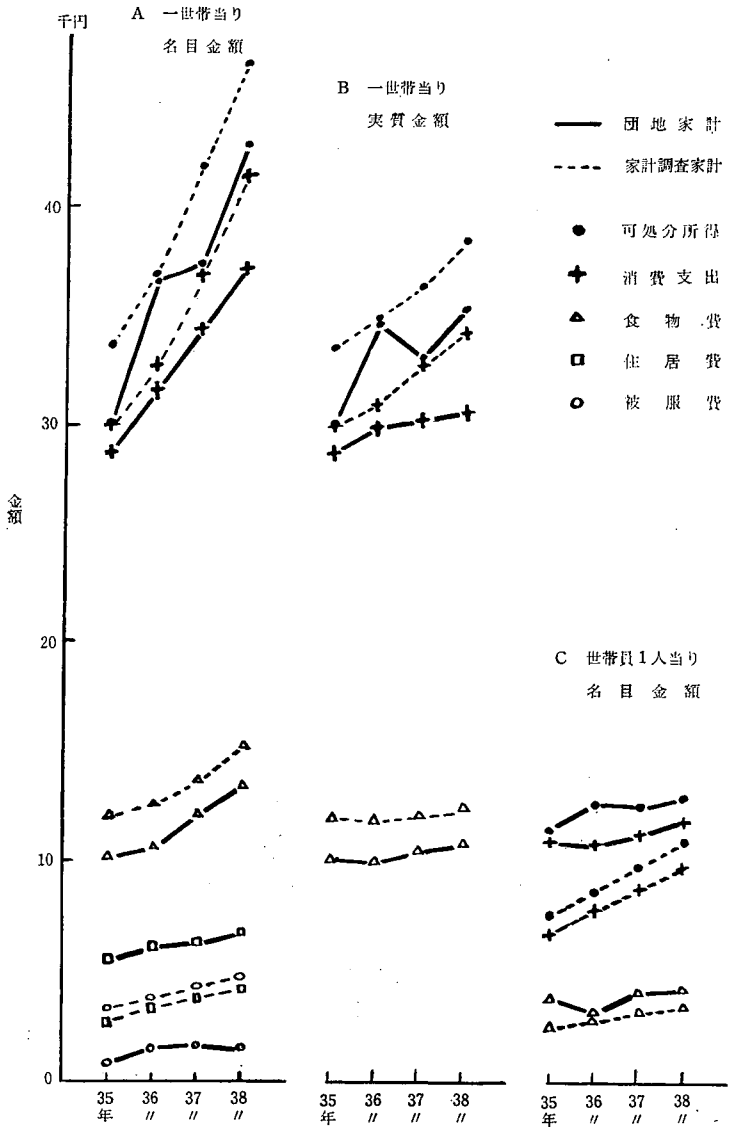 千円
A 一世帯当り
名目金額
B 一世帯当り
実質金額
団地家計
家計調査家計
可処分所得
消費支出
食物費
住居費
被服費
40
30
金額
20
C 世帯員1人当り
名目金額
10
0
35 36 37 38
年 〃 〃 〃
35 36 37 38
年 〃 〃 〃
35 36 37 38
年 〃 〃 〃